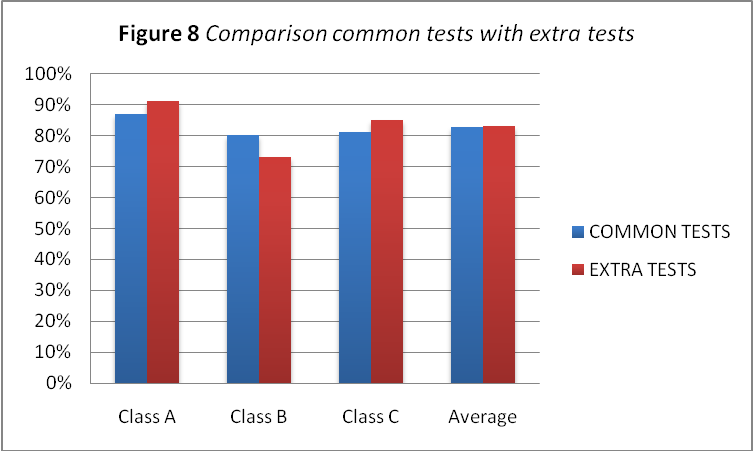 Figure 8 Comparison common tests with extra tests
100%
90%
80%
70%
60%
50%
40%
30%
20%
10%
0%
Class A
Class B
Class C
Average
COMMON TESTS
EXTRA TESTS